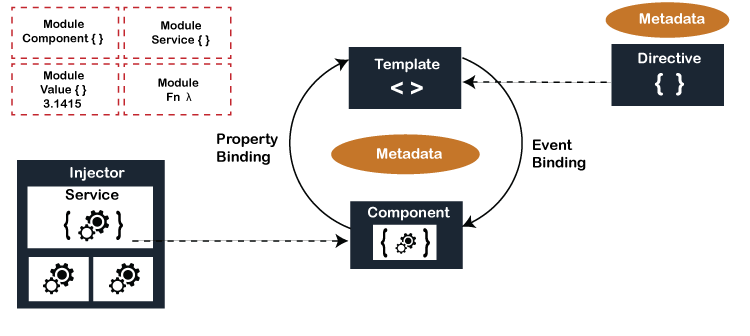 Module
Component { }
Module
Service { }
Module
Value { }
3.1415
Module
Fn λ
Metadata
Template
< >
Directive
{ }
Property
Binding
Metadata
Event
Binding
Injector
Service
{ }
Component
{ }